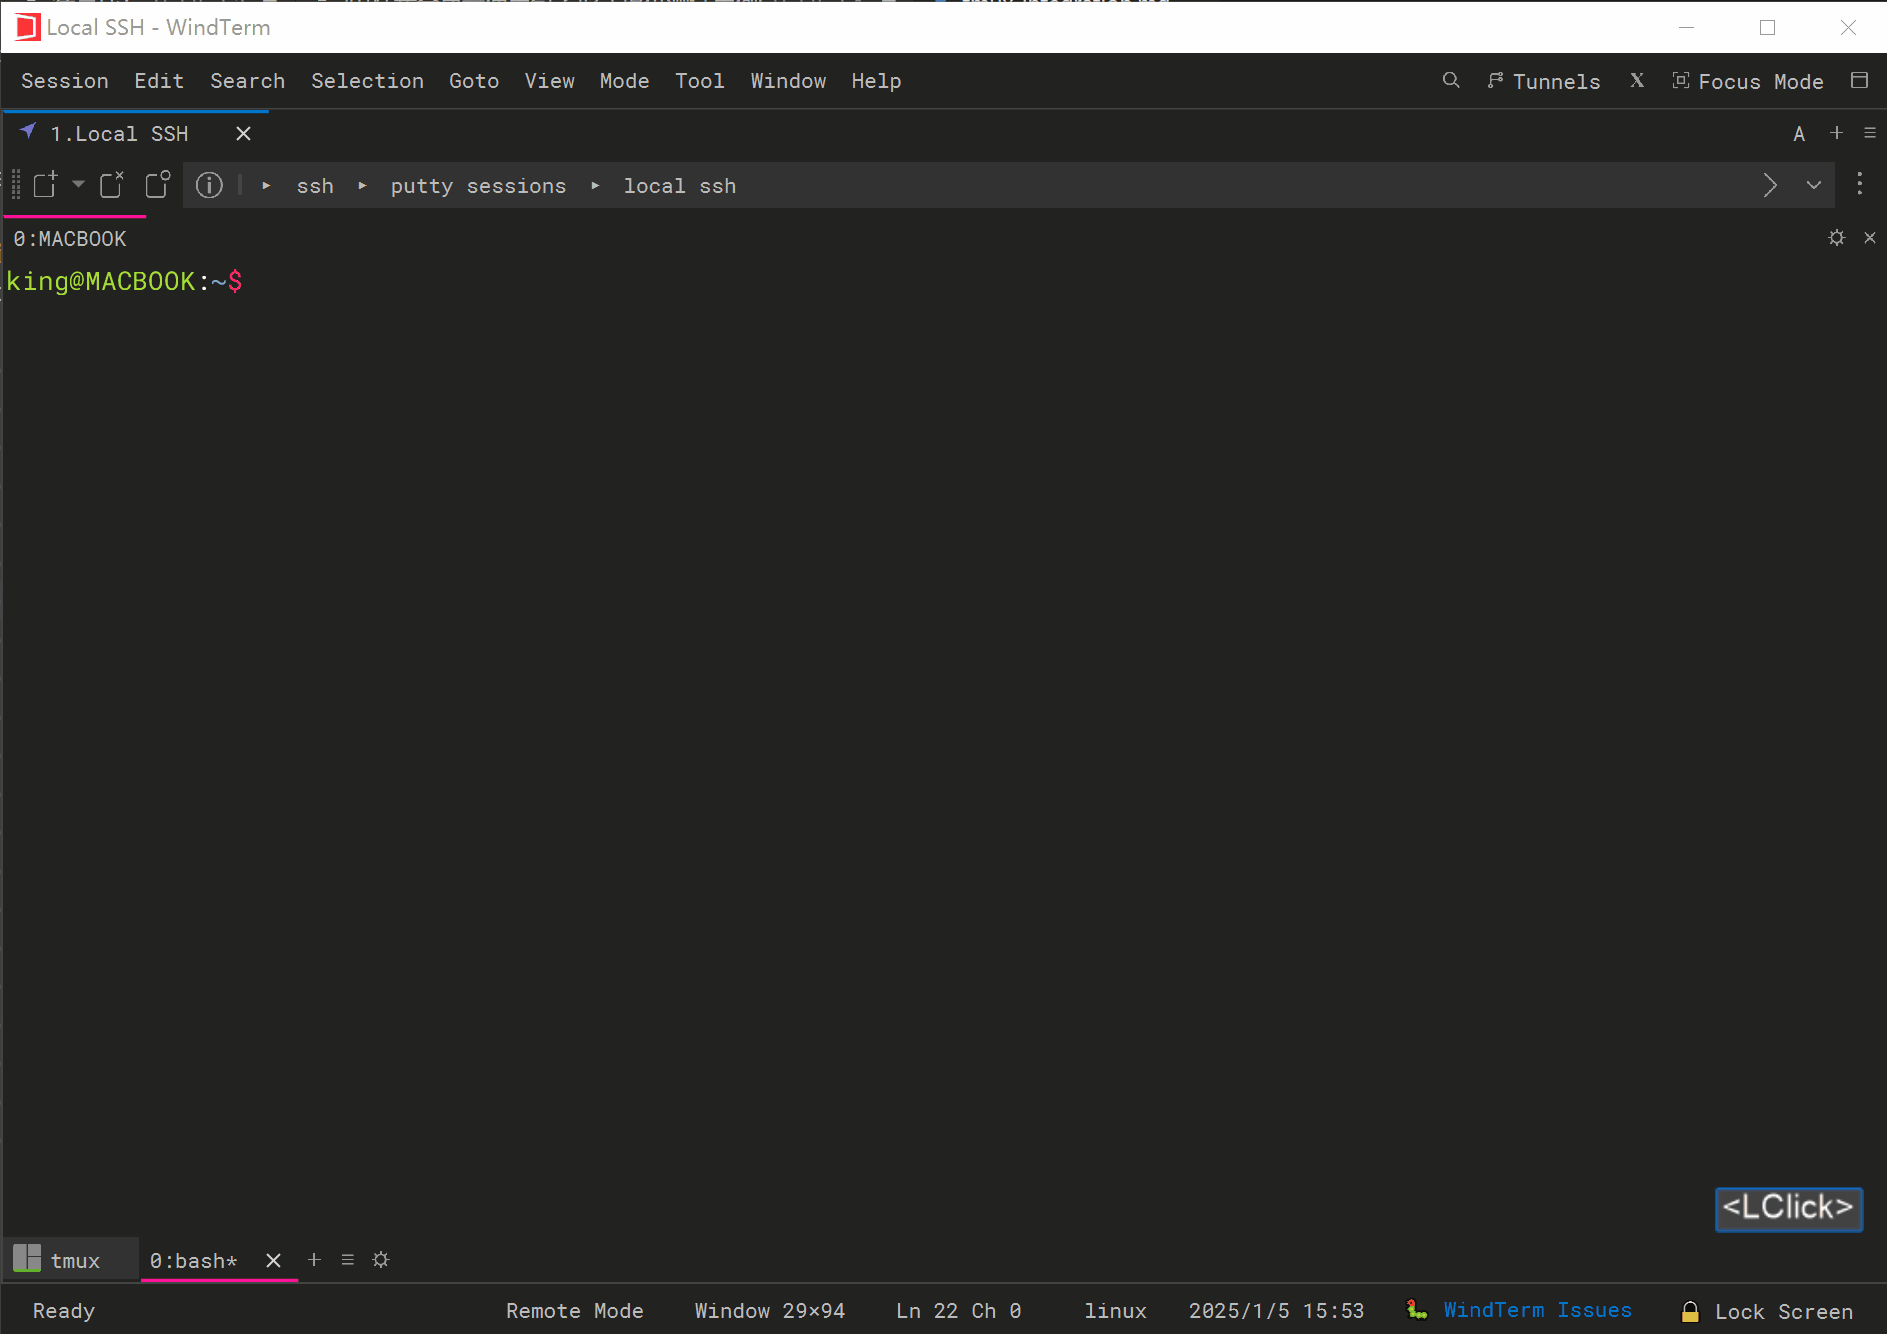 Local SSH - WindTerm
Session Edit Search Selection Goto View Mode Tool Window Help Tunnels X Focus Mode
1.Local SSH A
ssh ▸ putty sessions ▸ local ssh
0:MACBOOK
king@MACBOOK:~$
<LClick>
tmux 0:bash*
Ready Remote Mode Window 29×94 Ln 22 Ch 0 linux 2025/1/5 15:53 WindTerm Issues Lock Screen